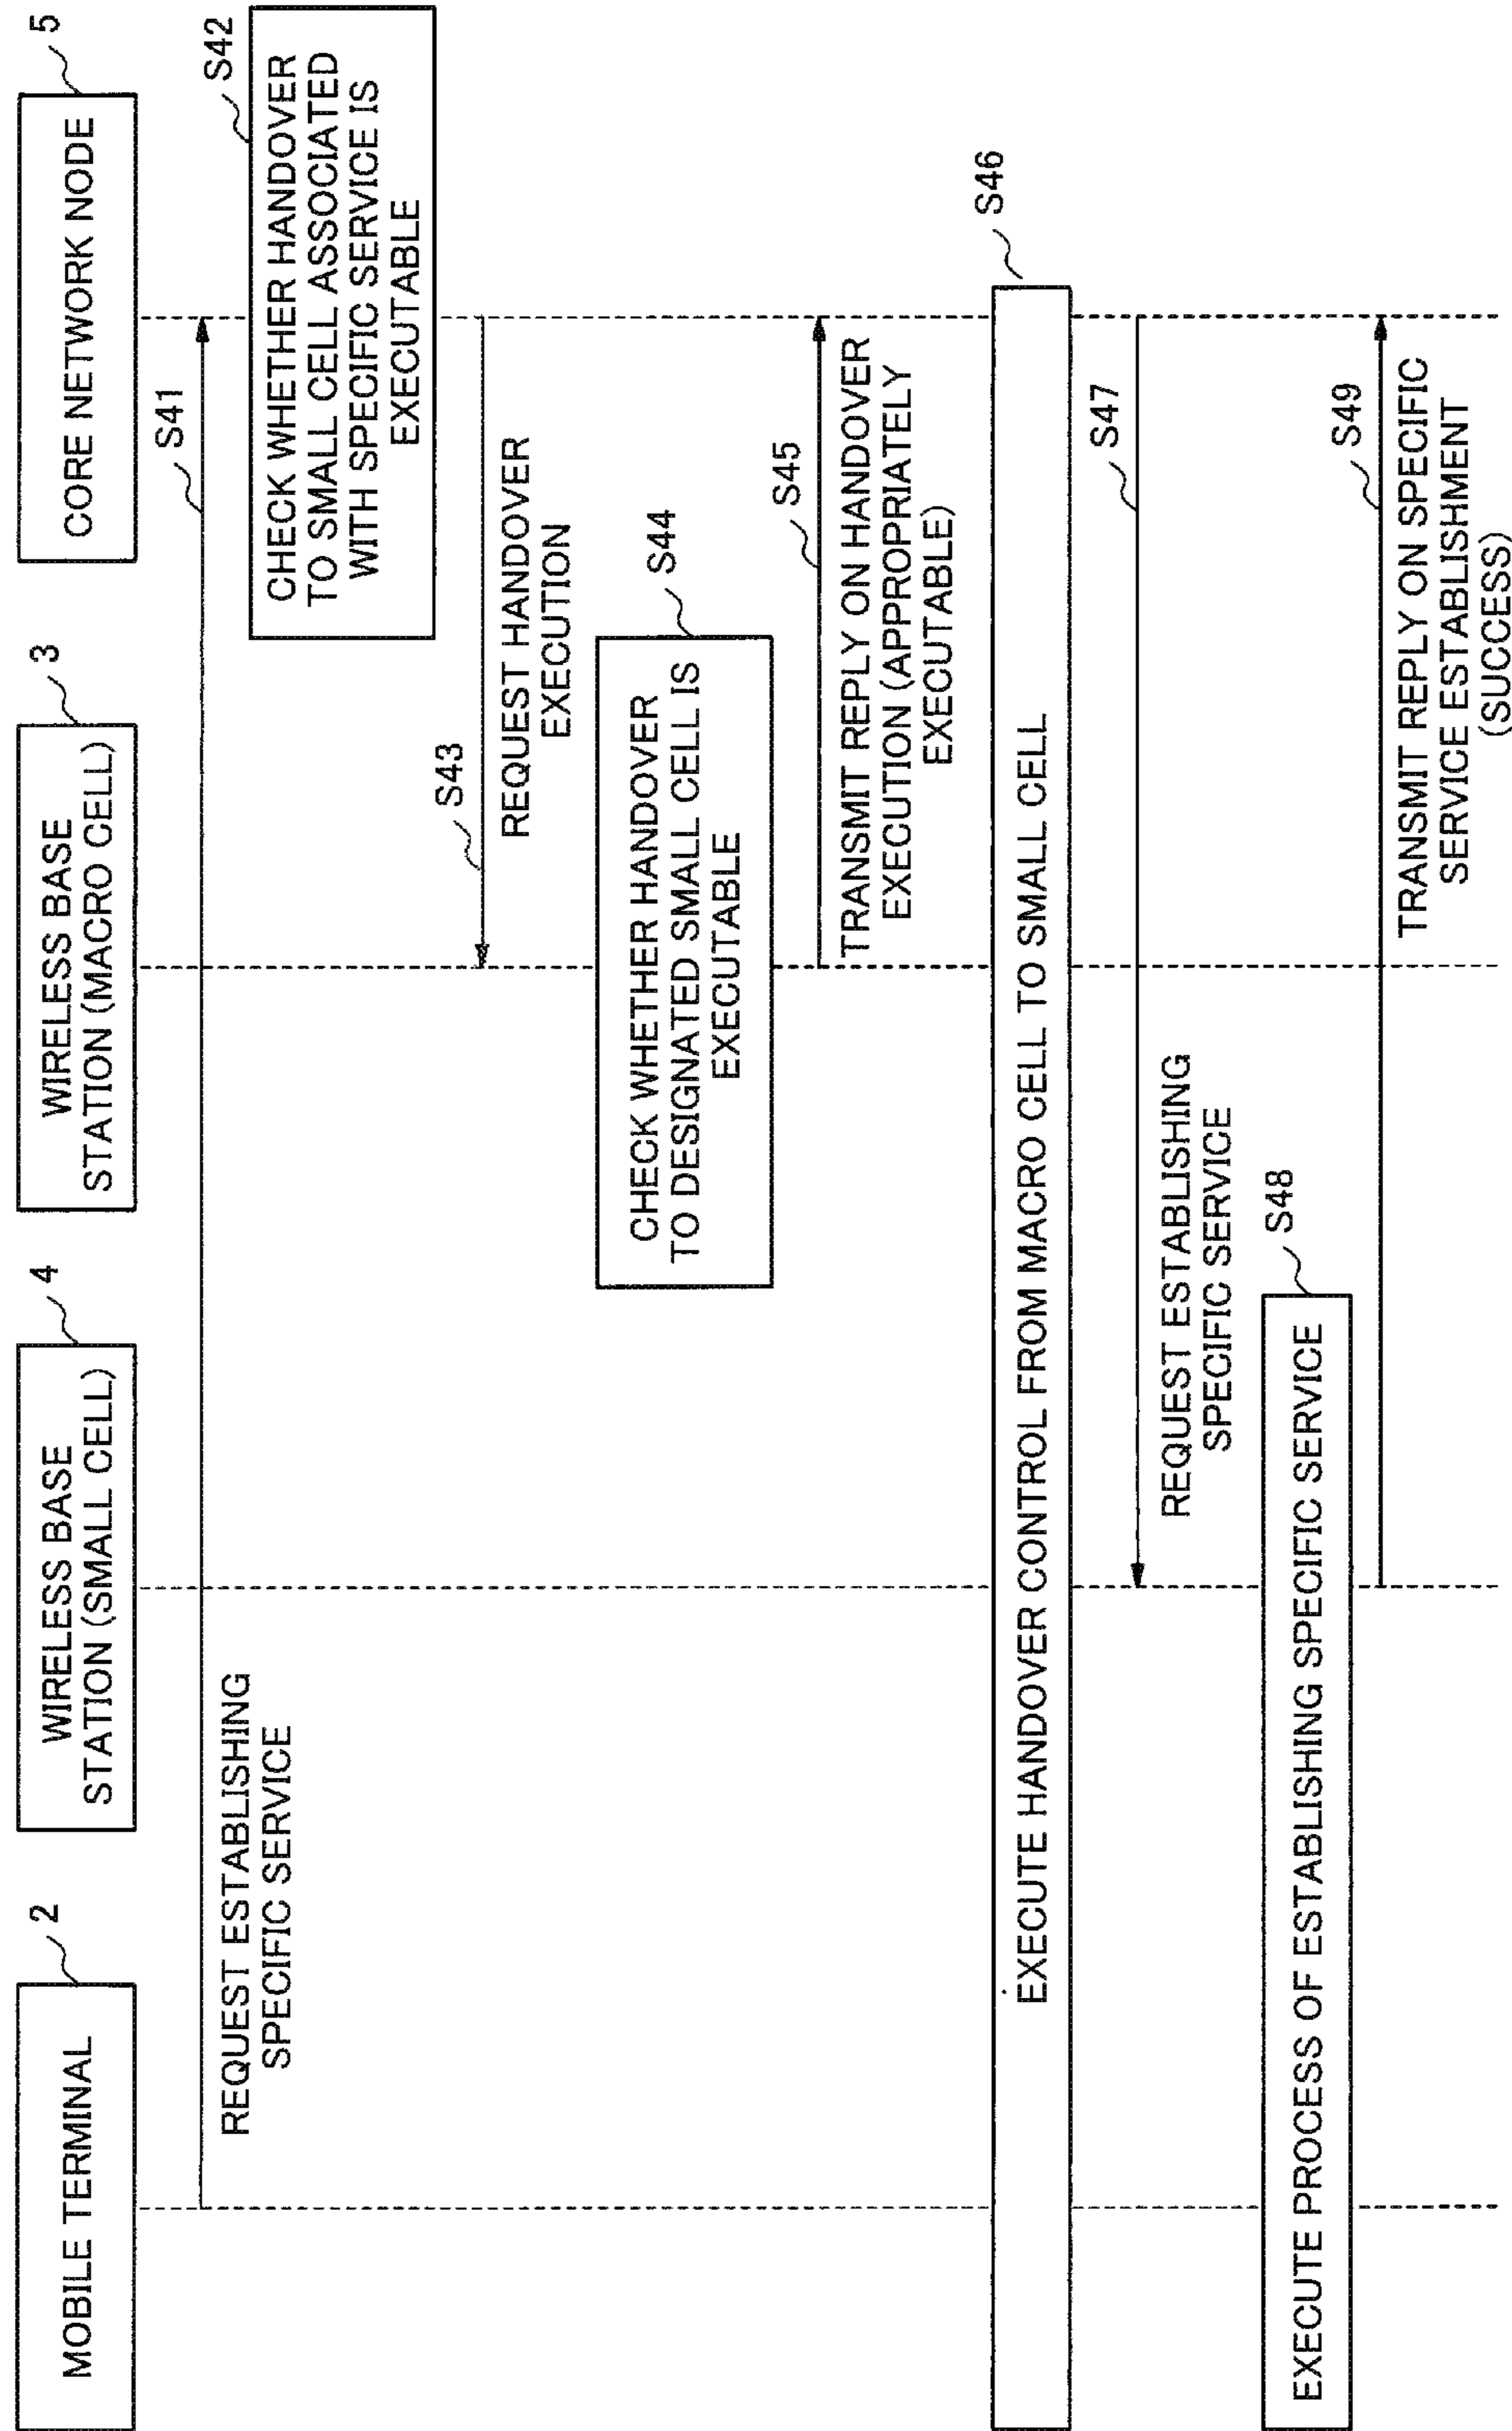 MOBILE TERMINAL
2
WIRELESS BASE
STATION (SMALL CELL)
4
WIRELESS BASE
STATION (MACRO CELL)
3
CORE NETWORK NODE
5
S41
REQUEST ESTABLISHING
SPECIFIC SERVICE
S42
CHECK WHETHER HANDOVER
TO SMALL CELL ASSOCIATED
WITH SPECIFIC SERVICE IS
EXECUTABLE
S43
REQUEST HANDOVER
EXECUTION
S44
CHECK WHETHER HANDOVER
TO DESIGNATED SMALL CELL IS
EXECUTABLE
S45
TRANSMIT REPLY ON HANDOVER
EXECUTION (APPROPRIATELY
EXECUTABLE)
S46
EXECUTE HANDOVER CONTROL FROM MACRO CELL TO SMALL CELL
S47
REQUEST ESTABLISHING
SPECIFIC SERVICE
S48
EXECUTE PROCESS OF ESTABLISHING SPECIFIC SERVICE
S49
TRANSMIT REPLY ON SPECIFIC
SERVICE ESTABLISHMENT
(SUCCESS)